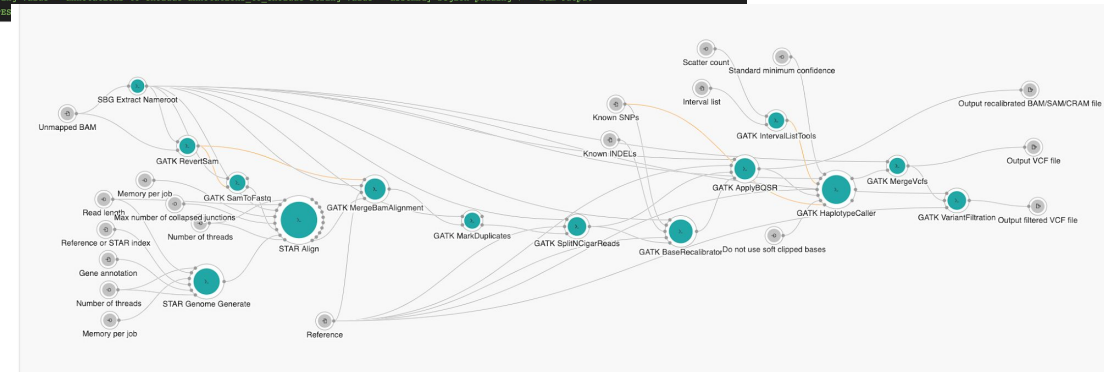 Scatter count
Standard minimum confidence
SBG Extract Nameroot
Interval list
Output recalibrated BAM/SAM/CRAM file
Known SNPs
Unmapped BAM
GATK IntervalListTools
Known INDELs
GATK RevertSam
Output VCF file
GATK MergeVcfs
GATK ApplyBQSR
Memory per job
GATK SamToFastq
GATK MergeBamAlignment
Read length
Max number of collapsed junctions
GATK HaplotypeCaller
GATK VariantFiltration
Output filtered VCF file
Number of threads
GATK MarkDuplicates
Reference or STAR index
STAR Align
GATK SplitNCigarReads
GATK BaseRecalibrator
Do not use soft clipped bases
Gene annotation
Number of threads
STAR Genome Generate
Memory per job
Reference